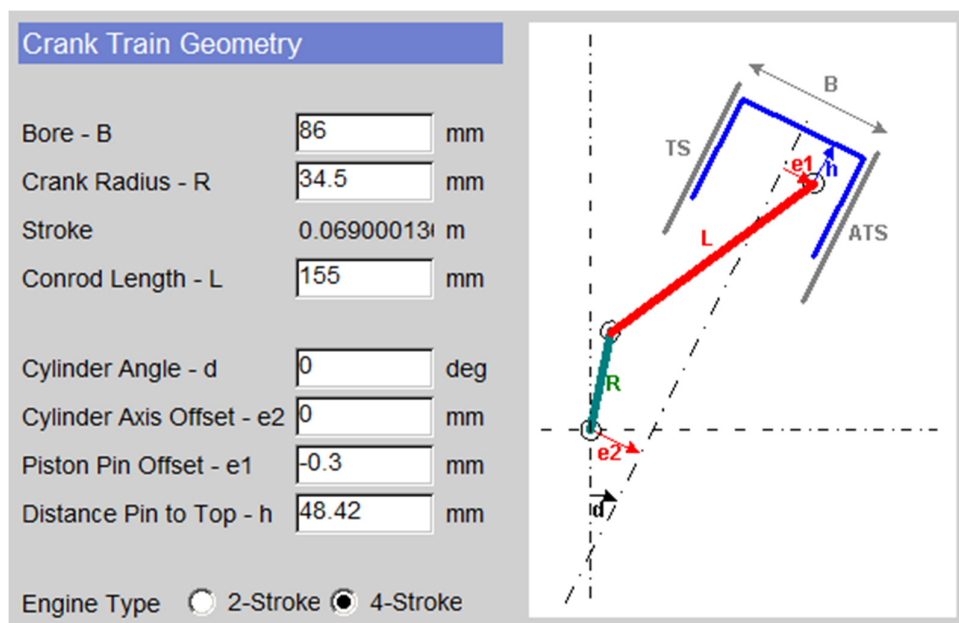 Crank Train Geometry
Bore - B 86 mm
Crank Radius - R 34.5 mm
Stroke 0.06900013 m
Conrod Length - L 155 mm
Cylinder Angle - d 0 deg
Cylinder Axis Offset - e2 0 mm
Piston Pin Offset - e1 -0.3 mm
Distance Pin to Top - h 48.42 mm
Engine Type 2-Stroke 4-Stroke
B
TS
e1
h
L
ATS
R
e2
d